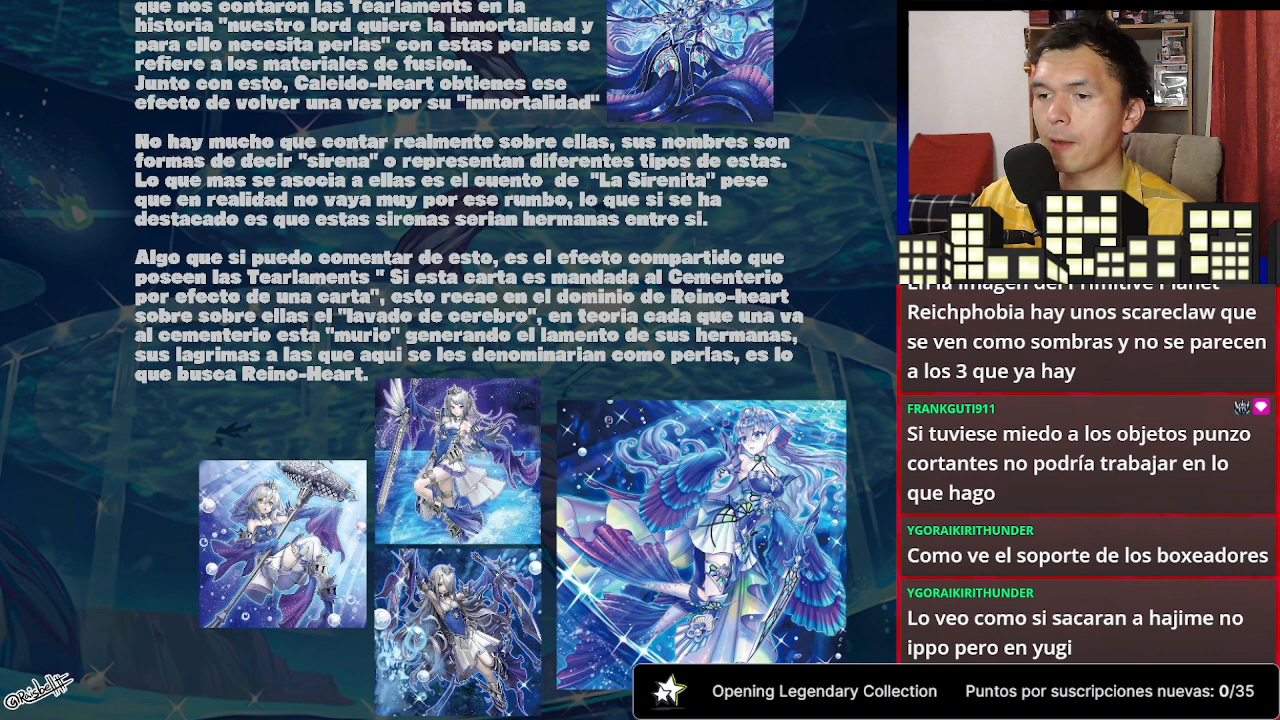 que nos contaron las Tearlaments en la
historia "nuestro lord quiere la inmortalidad y
para ello necesita perlas" con estas perlas se
refiere a los materiales de fusion.
Junto con esto, Caleido-Heart obtienes ese
efecto de volver una vez por su "inmortalidad"
No hay mucho que contar realmente sobre ellas, sus nombres son
formas de decir "sirena" o representan diferentes tipos de estas.
Lo que mas se asocia a ellas es el cuento de "La Sirenita" pese
que en realidad no vaya muy por ese rumbo, lo que si se ha
destacado es que estas sirenas serian hermanas entre si.
Algo que si puedo comentar de esto, es el efecto compartido que
poseen las Tearlaments " Si esta carta es mandada al Cementerio
por efecto de una carta", esto recae en el dominio de Reino-heart
sobre sobre ellas el "lavado de cerebro", en teoria cada que una va
al cementerio esta "murio" generando el lamento de sus hermanas,
sus lagrimas a las que aqui se les denominarian como perlas, es lo
que busca Reino-Heart.
En la imagen del Primitive Planet
Reichphobia hay unos scareclaw que
se ven como sombras y no se parecen
a los 3 que ya hay
FRANKGUTI911
Si tuviese miedo a los objetos punzo
cortantes no podría trabajar en lo
que hago
YGORAIKIRITHUNDER
Como ve el soporte de los boxeadores
YGORAIKIRITHUNDER
Lo veo como si sacaran a hajime no
ippo pero en yugi
Opening Legendary Collection Puntos por suscripciones nuevas: 0/35